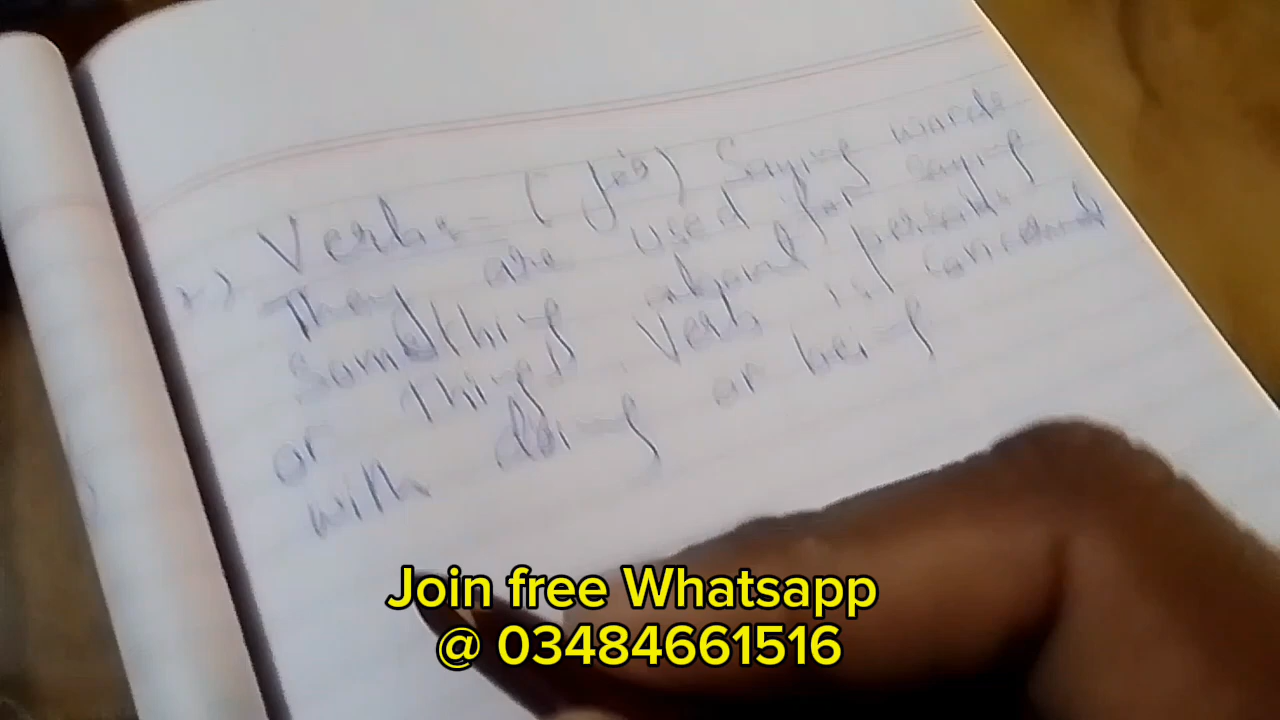 Verbs= ( فعل) Saying words
They are used for saying
something about persons
or things. Verb is concerned
with doing or being
Join free Whatsapp
@ 03484661516